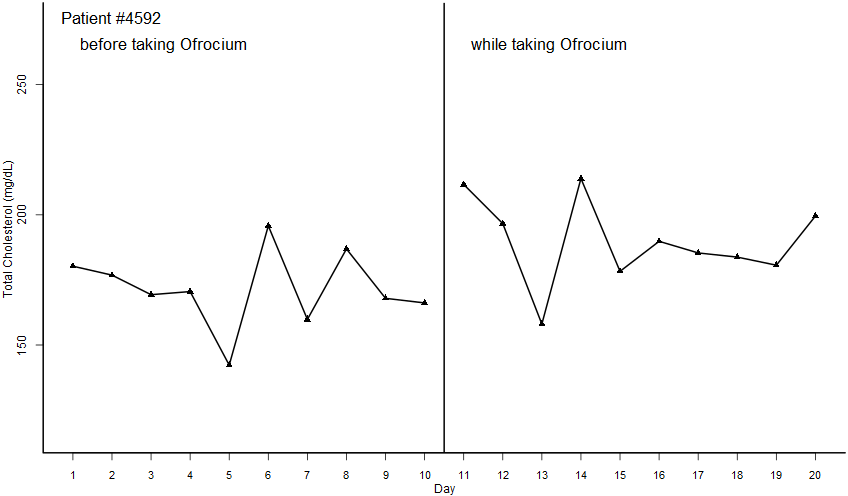 Patient #4592
before taking Ofrocium
while taking Ofrocium
Total Cholesterol (mg/dL)
250
200
150
1 2 3 4 5 6 7 8 9 10 11 12 13 14 15 16 17 18 19 20
Day